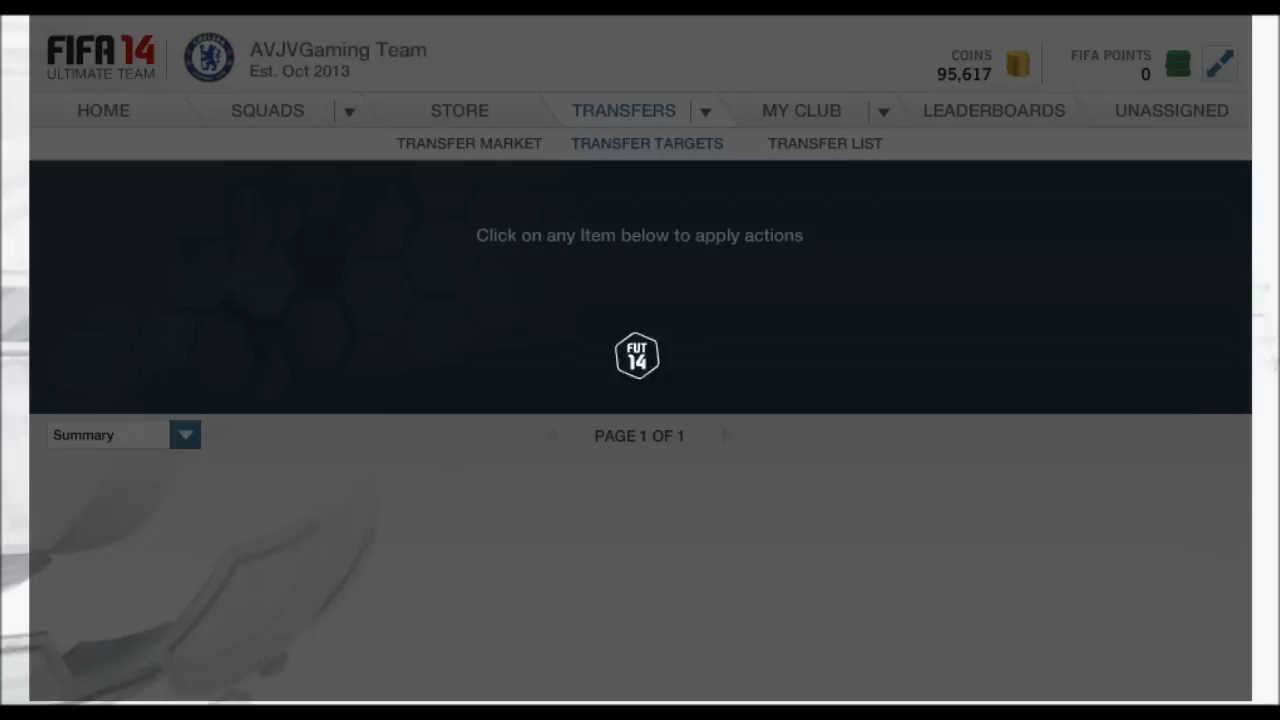 FIFA 14
ULTIMATE TEAM
AVJVGaming Team
Est. Oct 2013
COINS
95,617
FIFA POINTS
0
HOME SQUADS STORE TRANSFERS MY CLUB LEADERBOARDS UNASSIGNED
TRANSFER MARKET TRANSFER TARGETS TRANSFER LIST
Click on any Item below to apply actions
FUT
14
Summary PAGE 1 OF 1